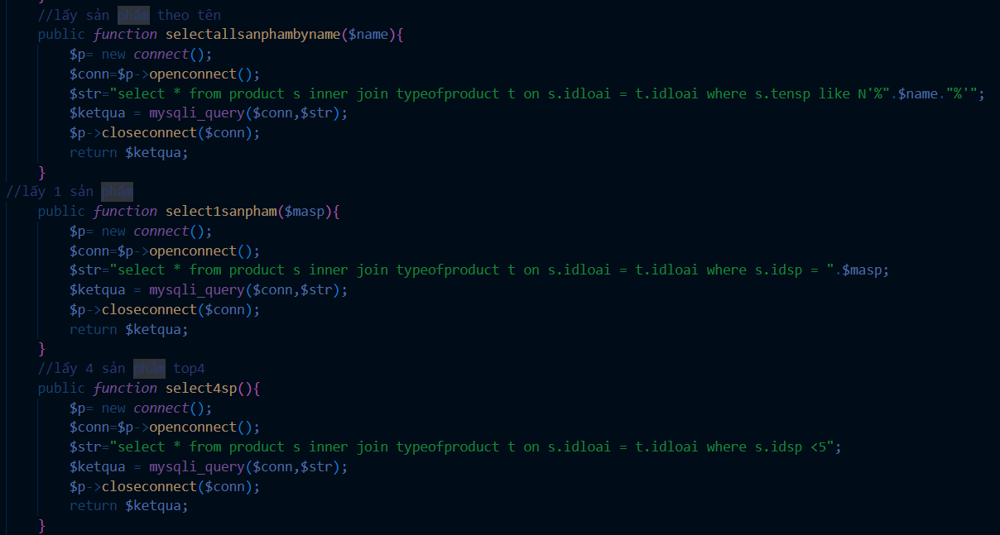 //lấy sản phẩm theo tên
public function selectallsanphambyname($name){
$p= new connect();
$conn=$p->openconnect();
$str="select * from product s inner join typeofproduct t on s.idloai = t.idloai where s.tensp like N'%".$name."%'";
$ketqua = mysqli_query($conn,$str);
$p->closeconnect($conn);
return $ketqua;
}
//lấy 1 sản phẩm
public function select1sanpham($masp){
$p= new connect();
$conn=$p->openconnect();
$str="select * from product s inner join typeofproduct t on s.idloai = t.idloai where s.idsp = ".$masp;
$ketqua = mysqli_query($conn,$str);
$p->closeconnect($conn);
return $ketqua;
}
//lấy 4 sản phẩm top4
public function select4sp(){
$p= new connect();
$conn=$p->openconnect();
$str="select * from product s inner join typeofproduct t on s.idloai = t.idloai where s.idsp <5";
$ketqua = mysqli_query($conn,$str);
$p->closeconnect($conn);
return $ketqua;
}